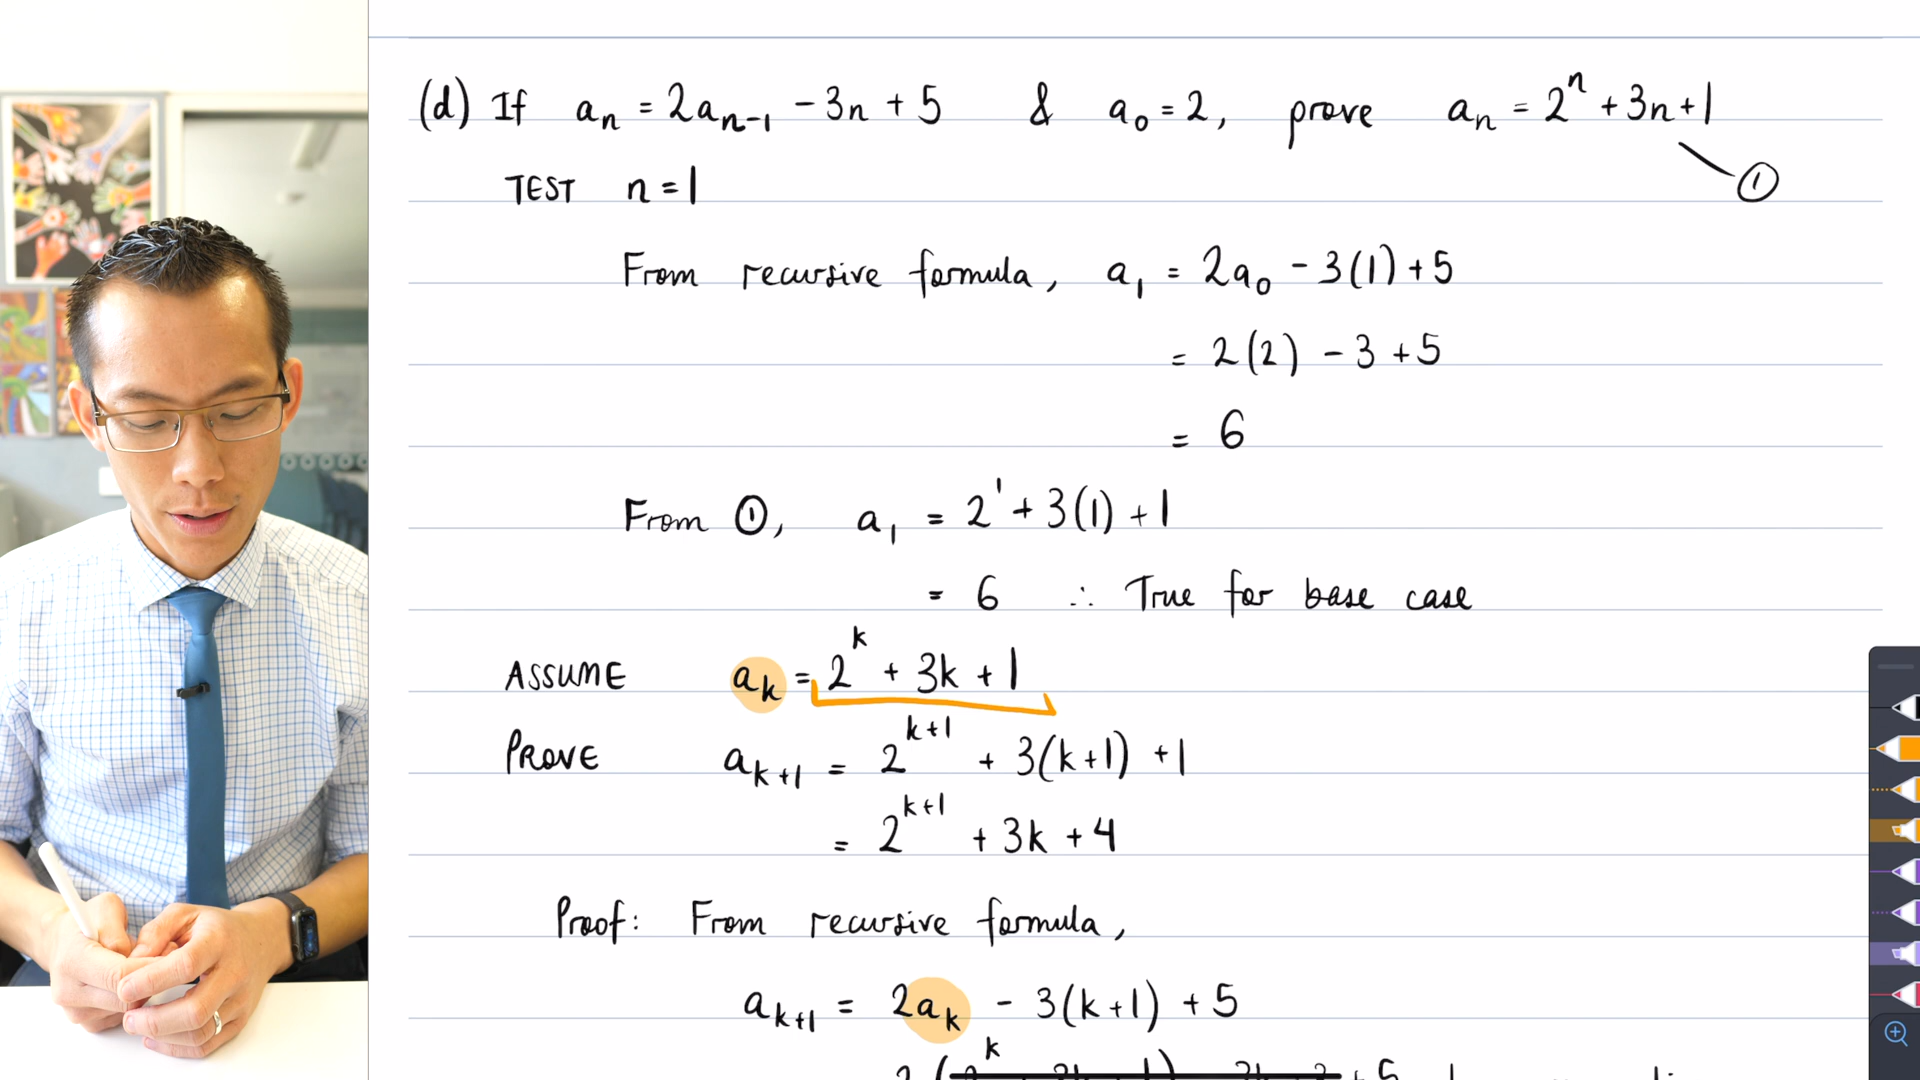 (d) If aₙ = 2aₙ₋₁ - 3n + 5 & a₀ = 2, prove aₙ = 2ⁿ + 3n + 1
①
TEST n = 1
From recursive formula, a₁ = 2a₀ - 3(1) + 5
= 2(2) - 3 + 5
= 6
From ①, a₁ = 2¹ + 3(1) + 1
= 6 ∴ True for base case
ASSUME aₖ = 2ᵏ + 3k + 1
PROVE aₖ₊₁ = 2ᵏ⁺¹ + 3(k+1) + 1
= 2ᵏ⁺¹ + 3k + 4
Proof: From recursive formula,
aₖ₊₁ = 2aₖ - 3(k+1) + 5